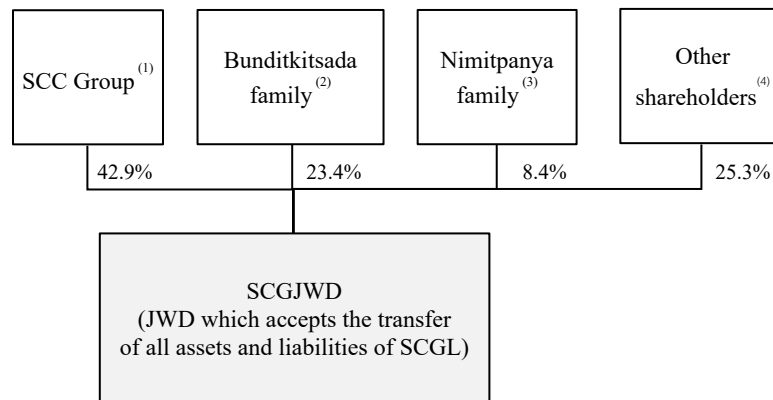 SCC Group (1)
Bunditkitsada
family (2)
Nimitpanya
family (3)
Other
shareholders (4)
42.9%
23.4%
8.4%
25.3%
SCGJWD
(JWD which accepts the transfer
of all assets and liabilities of SCGL)